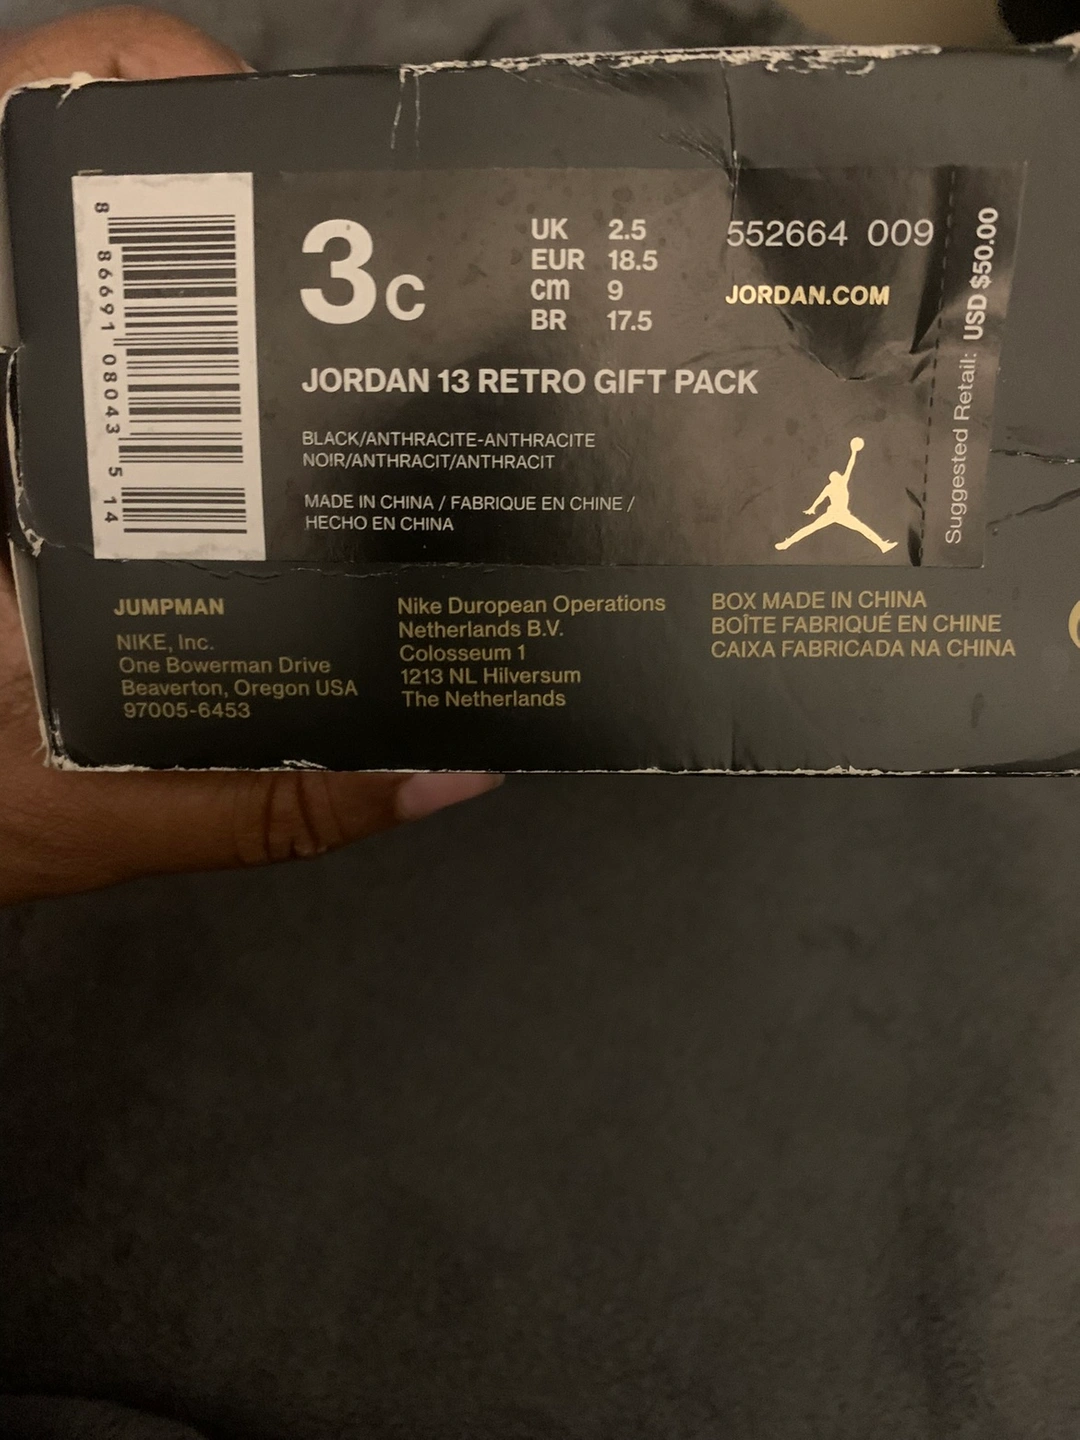 8 86691 08043 5 14
3C
UK 2.5
EUR 18.5
cm 9
BR 17.5
552664 009
JORDAN.COM
Suggested Retail: USD $50.00
JORDAN 13 RETRO GIFT PACK
BLACK/ANTHRACITE-ANTHRACITE
NOIR/ANTHRACIT/ANTHRACIT
MADE IN CHINA / FABRIQUE EN CHINE /
HECHO EN CHINA
JUMPMAN
NIKE, Inc.
One Bowerman Drive
Beaverton, Oregon USA
97005-6453
Nike Duropean Operations
Netherlands B.V.
Colosseum 1
1213 NL Hilversum
The Netherlands
BOX MADE IN CHINA
BOÎTE FABRIQUÉ EN CHINE
CAIXA FABRICADA NA CHINA